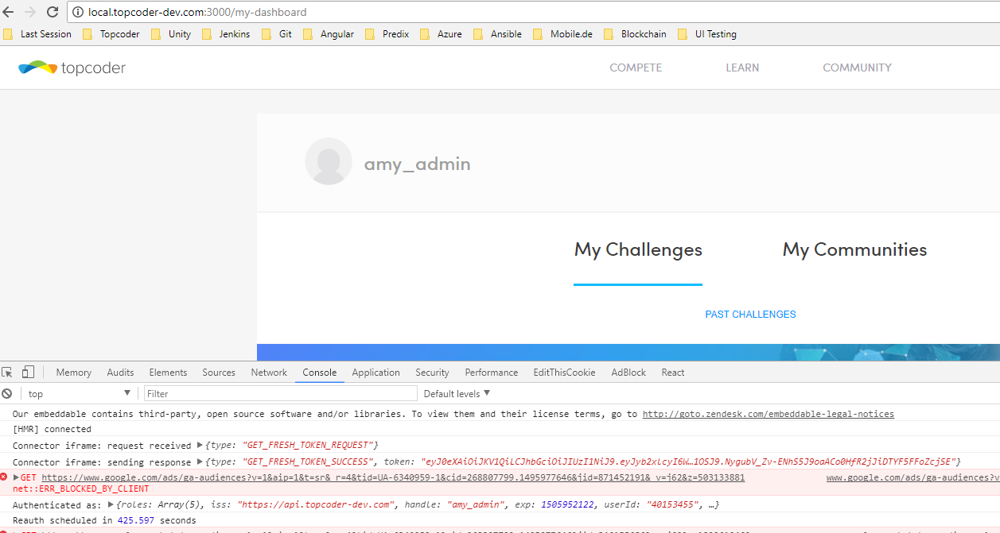 local.topcoder-dev.com:3000/my-dashboard
Last Session Topcoder Unity Jenkins Git Angular Predix Azure Ansible Mobile.de Blockchain UI Testing
topcoder COMPETE LEARN COMMUNITY
amy_admin
My Challenges My Communities
PAST CHALLENGES
Memory Audits Elements Sources Network Console Application Security Performance EditThisCookie AdBlock React
top Filter Default levels
Our embeddable contains third-party, open source software and/or libraries. To view them and their license terms, go to http://goto.zendesk.com/embeddable-legal-notices
[HMR] connected
Connector iframe: request received {type: "GET_FRESH_TOKEN_REQUEST"}
Connector iframe: sending response {type: "GET_FRESH_TOKEN_SUCCESS", token: "eyJ0eXAiOiJKV1QiLCJhbGciOiJIUzI1NiJ9.eyJyb2xlcyI6W…1OSJ9.NygubV_Zv-ENhS5J9oaACo0HfR2jJiDTYF5FFoZcjSE"}
GET https://www.google.com/ads/ga-audiences?v=1&aip=1&t=sr&_r=4&tid=UA-6340959-1&cid=268807799.1495977646&jid=871452191&_v=j62&z=503133881 www.google.com/ads/ga-audiences?v
net::ERR_BLOCKED_BY_CLIENT
Authenticated as: {roles: Array(5), iss: "https://api.topcoder-dev.com", handle: "amy_admin", exp: 1505952122, userId: "40153455", …}
Reauth scheduled in 425.597 seconds